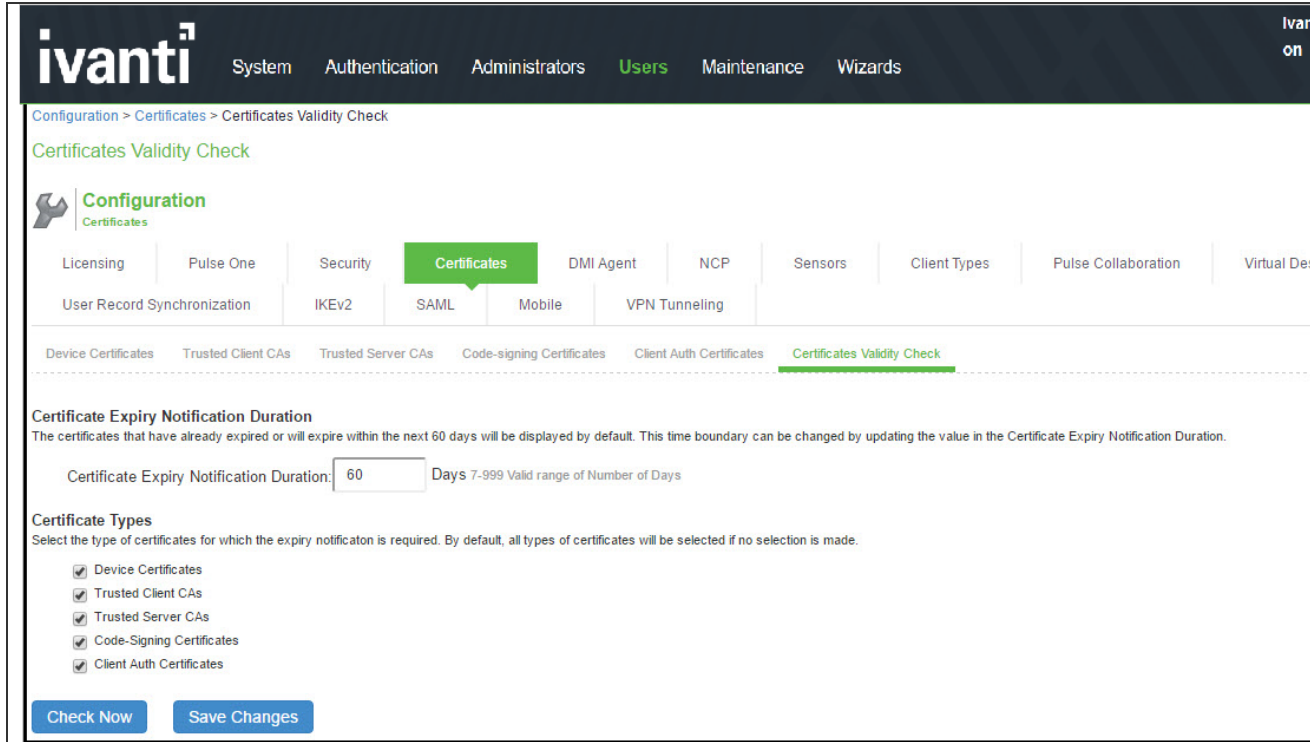 ivanti
System Authentication Administrators Users Maintenance Wizards
on
Configuration > Certificates > Certificates Validity Check
Certificates Validity Check
Configuration
Certificates
Licensing Pulse One Security Certificates DMI Agent NCP Sensors Client Types Pulse Collaboration Virtual
User Record Synchronization IKEv2 SAML Mobile VPN Tunneling
Device Certificates Trusted Client CAs Trusted Server CAs Code-signing Certificates Client Auth Certificates Certificates Validity Check
Certificate Expiry Notification Duration
The certificates that have already expired or will expire within the next 60 days will be displayed by default. This time boundary can be changed by updating the value in the Certificate Expiry Notification Duration.
Certificate Expiry Notification Duration: 60 Days 7-999 Valid range of Number of Days
Certificate Types
Select the type of certificates for which the expiry notificaton is required. By default, all types of certificates will be selected if no selection is made.
Device Certificates
Trusted Client CAs
Trusted Server CAs
Code-Signing Certificates
Client Auth Certificates
Check Now Save Changes